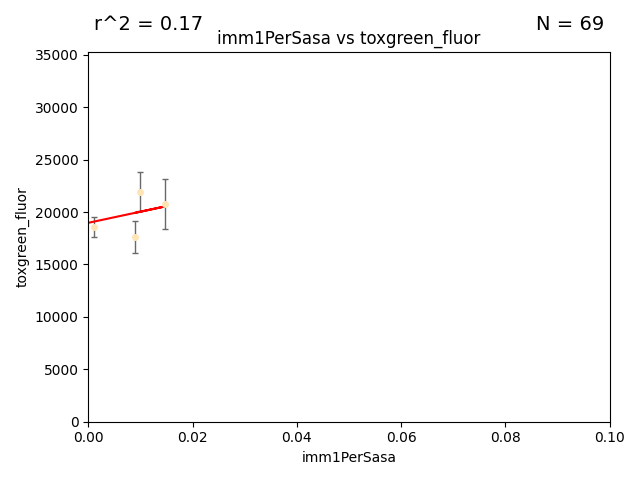 r^2 = 0.17
N = 69
imm1PerSasa vs toxgreen_fluor
35000
30000
25000
20000
15000
10000
5000
0
toxgreen_fluor
0.00
0.02
0.04
0.06
0.08
0.10
imm1PerSasa